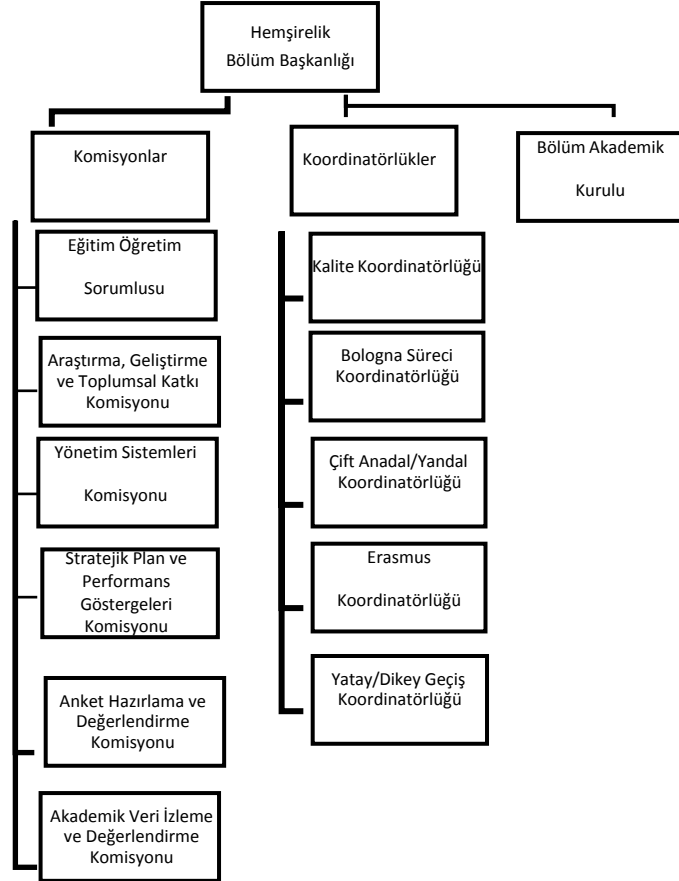 Hemşirelik
Bölüm Başkanlığı
Komisyonlar
Koordinatörlükler
Bölüm Akademik
Kurulu
Eğitim Öğretim
Sorumlusu
Araştırma, Geliştirme
ve Toplumsal Katkı
Komisyonu
Yönetim Sistemleri
Komisyonu
Stratejik Plan ve
Performans
Göstergeleri
Komisyonu
Anket Hazırlama ve
Değerlendirme
Komisyonu
Akademik Veri İzleme
ve Değerlendirme
Komisyonu
Kalite Koordinatörlüğü
Bologna Süreci
Koordinatörlüğü
Çift Anadal/Yandal
Koordinatörlüğü
Erasmus
Koordinatörlüğü
Yatay/Dikey Geçiş
Koordinatörlüğü